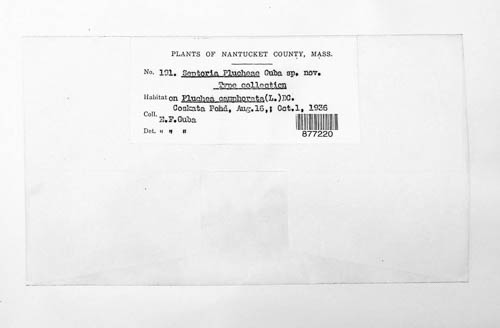 PLANTS OF NANTUCKET COUNTY, MASS.
No. 191. Septoria Plucheae Guba sp. nov.
Type collection
Habitat on Pluchea camphorata(L.)DC.
Coskata Pond, Aug.16,; Oct.1, 1936
Coll. E.F.Guba
Det. " " "
877220